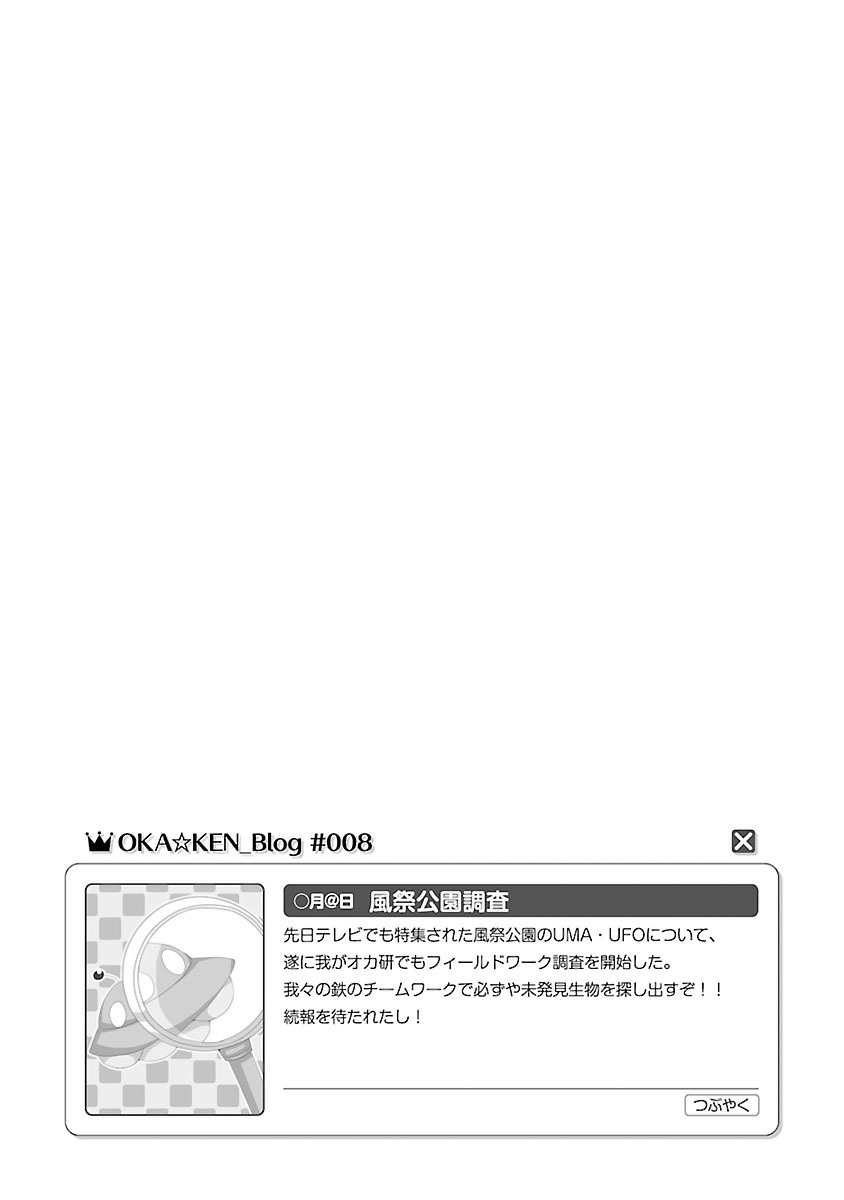 OKA☆KEN_Blog #008
○月@日 風祭公園調査
先日テレビでも特集された風祭公園のUMA・UFOについて、
遂に我がオカ研でもフィールドワーク調査を開始した。
我々の鉄のチームワークで必ずや未発見生物を探し出すぞ！！
続報を待たれたし！
つぶやく